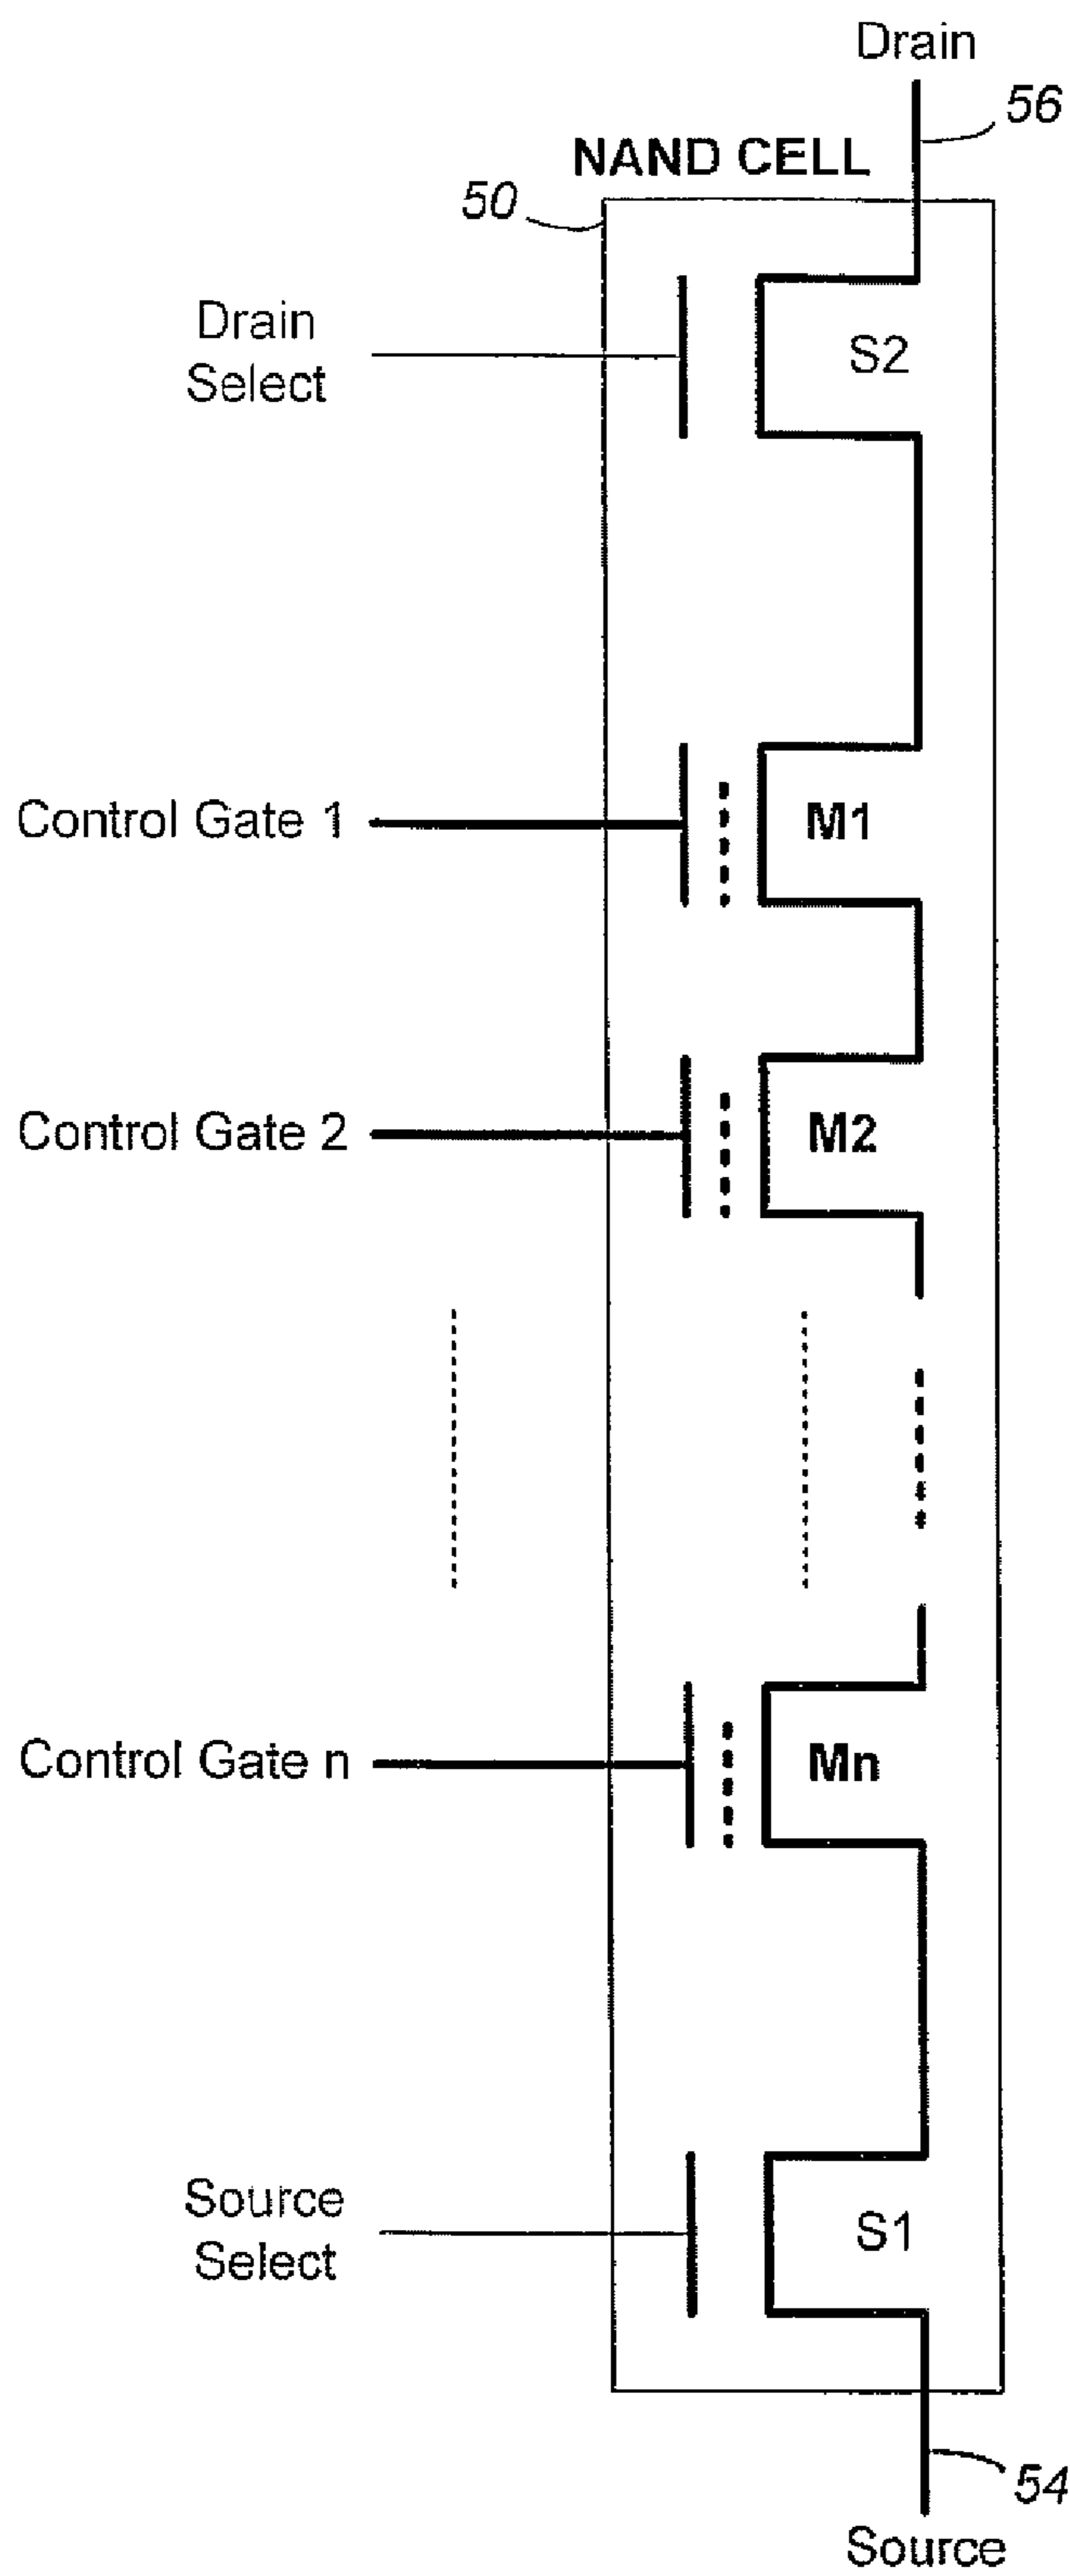 Drain
56
NAND CELL
50
Drain
Select
S2
Control Gate 1
M1
Control Gate 2
M2
Control Gate n
Mn
Source
Select
S1
54
Source